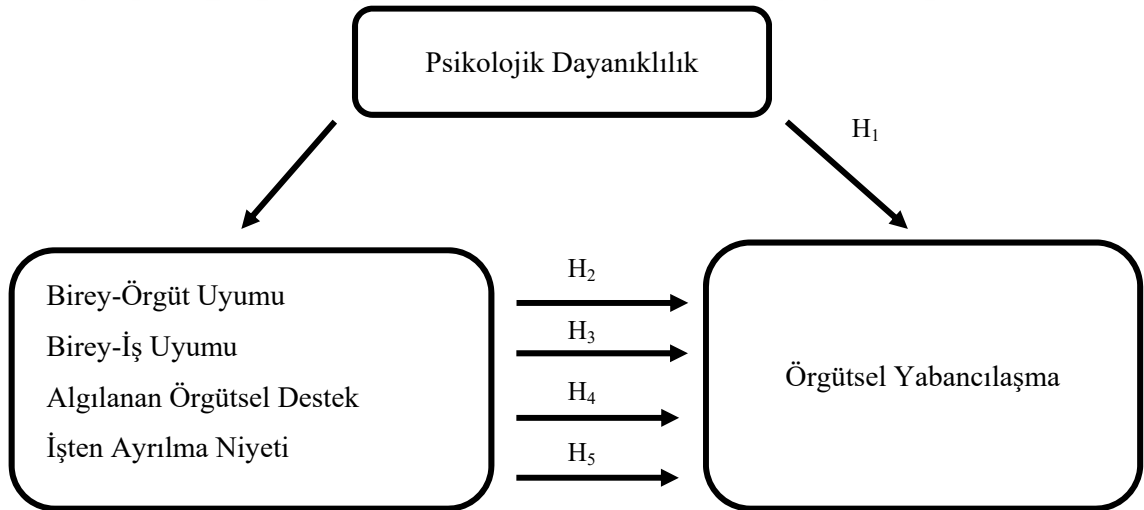 Psikolojik Dayanıklılık
H₁
H₂
Birey-Örgüt Uyumu
Birey-İş Uyumu
H₃
Örgütsel Yabancılaşma
Algılanan Örgütsel Destek
H₄
İşten Ayrılma Niyeti
H₅